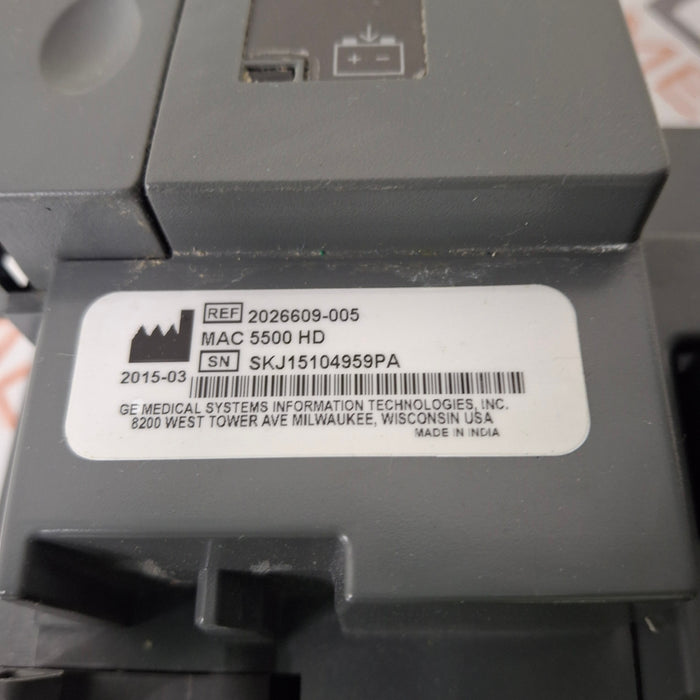 REF 2026609-005
MAC 5500 HD
SN SKJ15104959PA
2015-03
GE MEDICAL SYSTEMS INFORMATION TECHNOLOGIES, INC.
8200 WEST TOWER AVE MILWAUKEE, WISCONSIN USA
MADE IN INDIA